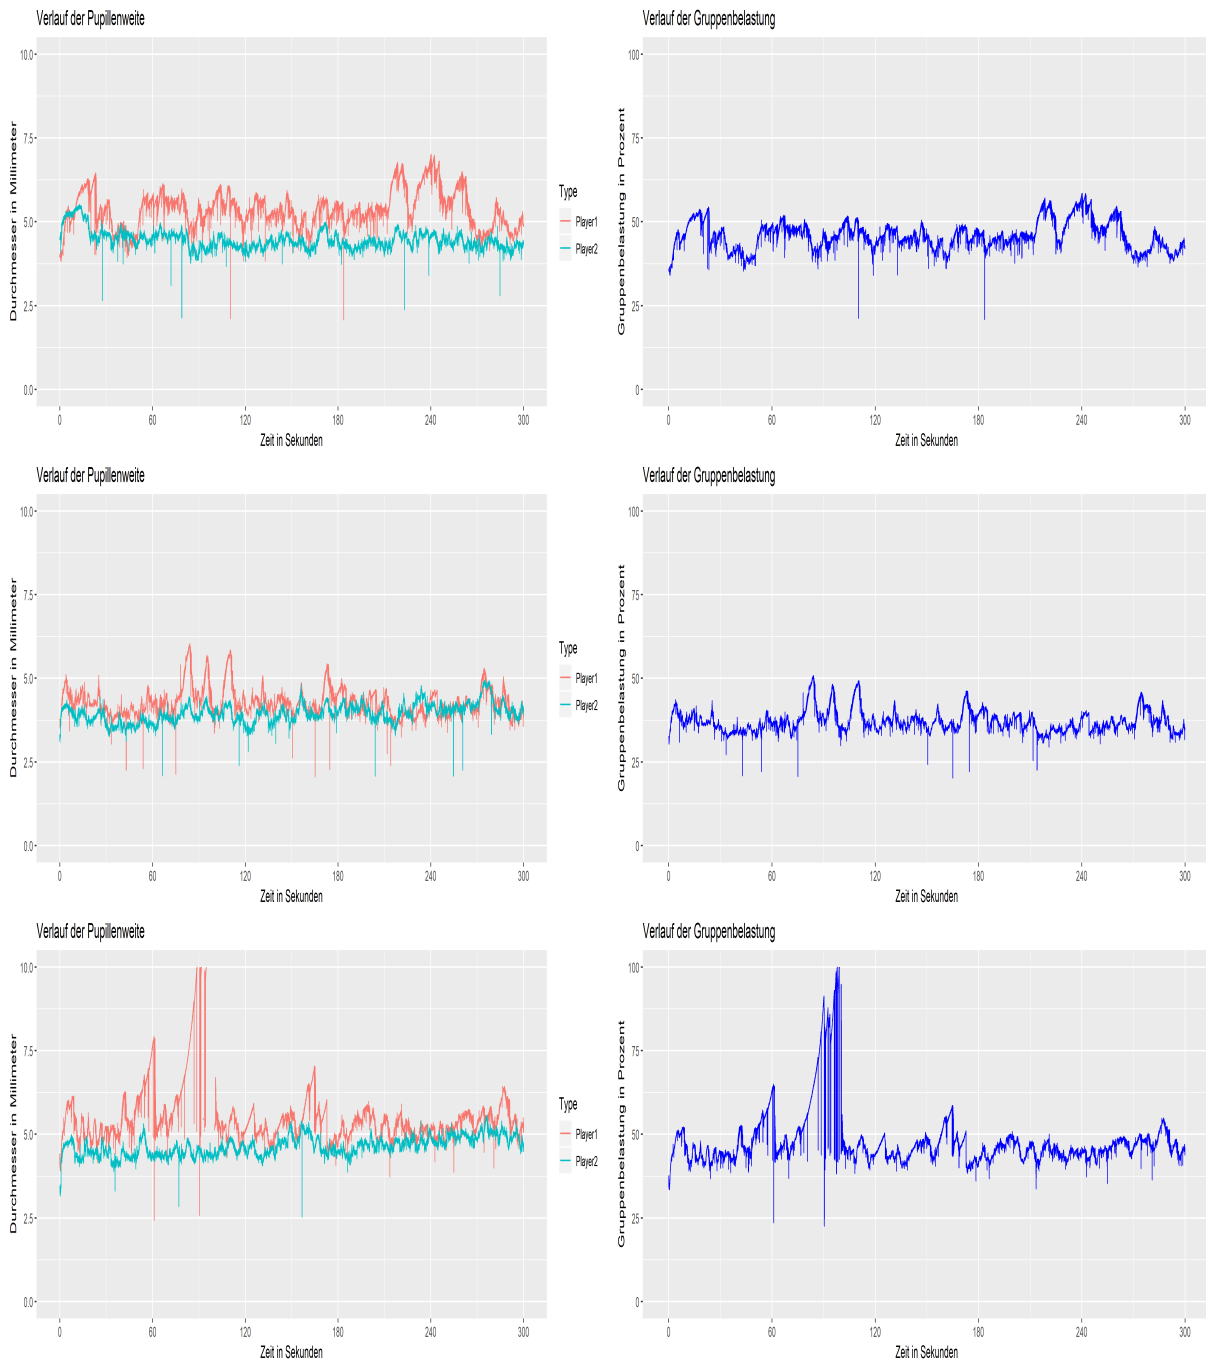 Verlauf der Pupillenweite
Verlauf der Gruppenbelastung
Durchmesser in Millimeter
10.0
7.5
5.0
2.5
0.0
0 60 120 180 240 300
Zeit in Sekunden
Type
Player1
Player2
Gruppenbelastung in Prozent
100
75
50
25
0
0 60 120 180 240 300
Zeit in Sekunden
Verlauf der Pupillenweite
Verlauf der Gruppenbelastung
Durchmesser in Millimeter
10.0
7.5
5.0
2.5
0.0
0 60 120 180 240 300
Zeit in Sekunden
Type
Player1
Player2
Gruppenbelastung in Prozent
100
75
50
25
0
0 60 120 180 240 300
Zeit in Sekunden
Verlauf der Pupillenweite
Verlauf der Gruppenbelastung
Durchmesser in Millimeter
10.0
7.5
5.0
2.5
0.0
0 60 120 180 240 300
Zeit in Sekunden
Type
Player1
Player2
Gruppenbelastung in Prozent
100
75
50
25
0
0 60 120 180 240 300
Zeit in Sekunden